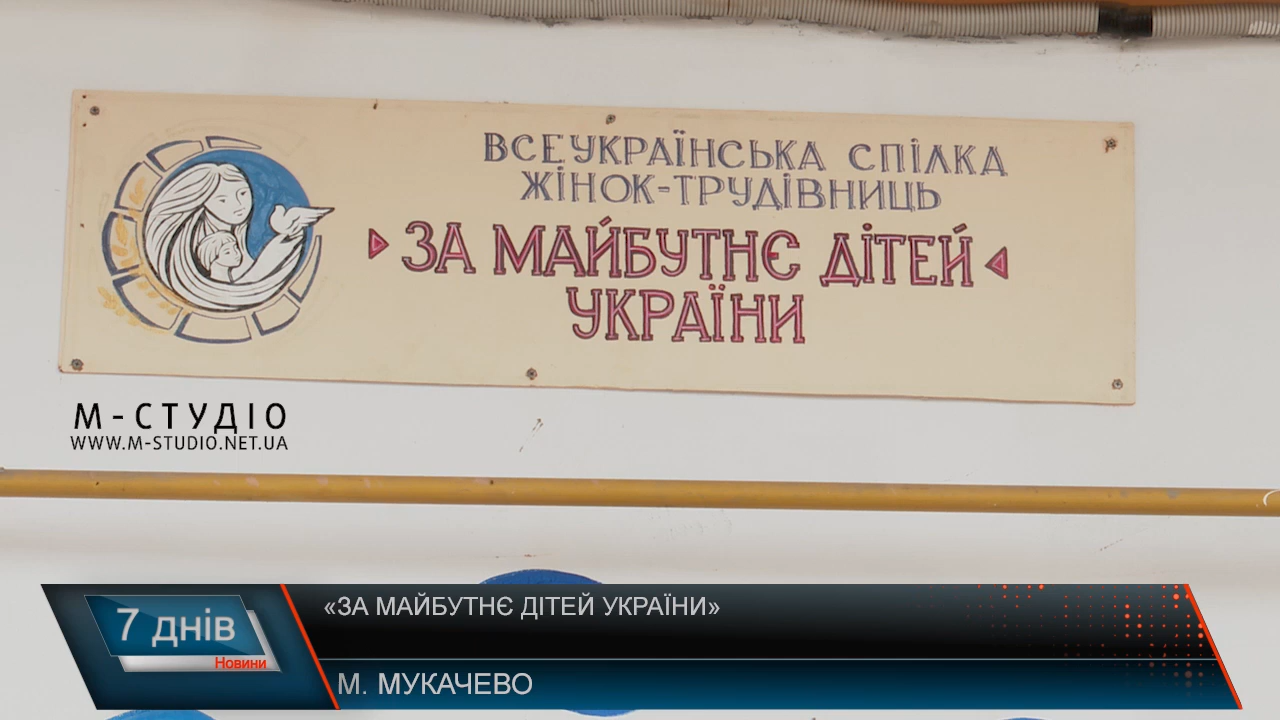 ВСЕУКРАЇНСЬКА СПІЛКА
ЖІНОК-ТРУДІВНИЦЬ
ЗА МАЙБУТНЄ ДІТЕЙ
УКРАЇНИ
М-СТУДІО
WWW.M-STUDIO.NET.UA
7 днів
Новини
«ЗА МАЙБУТНЄ ДІТЕЙ УКРАЇНИ»
М. МУКАЧЕВО